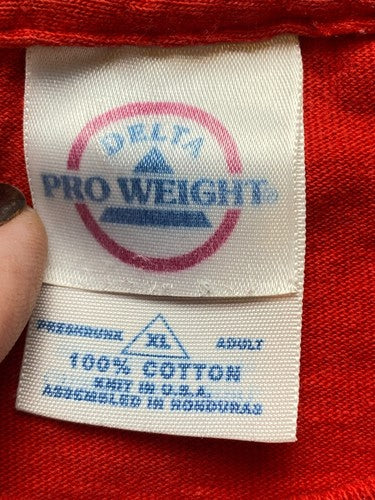 DELTA
PRO WEIGHT®
PRESHRUNK XL ADULT
100% COTTON
KNIT IN U.S.A.
ASSEMBLED IN HONDURAS